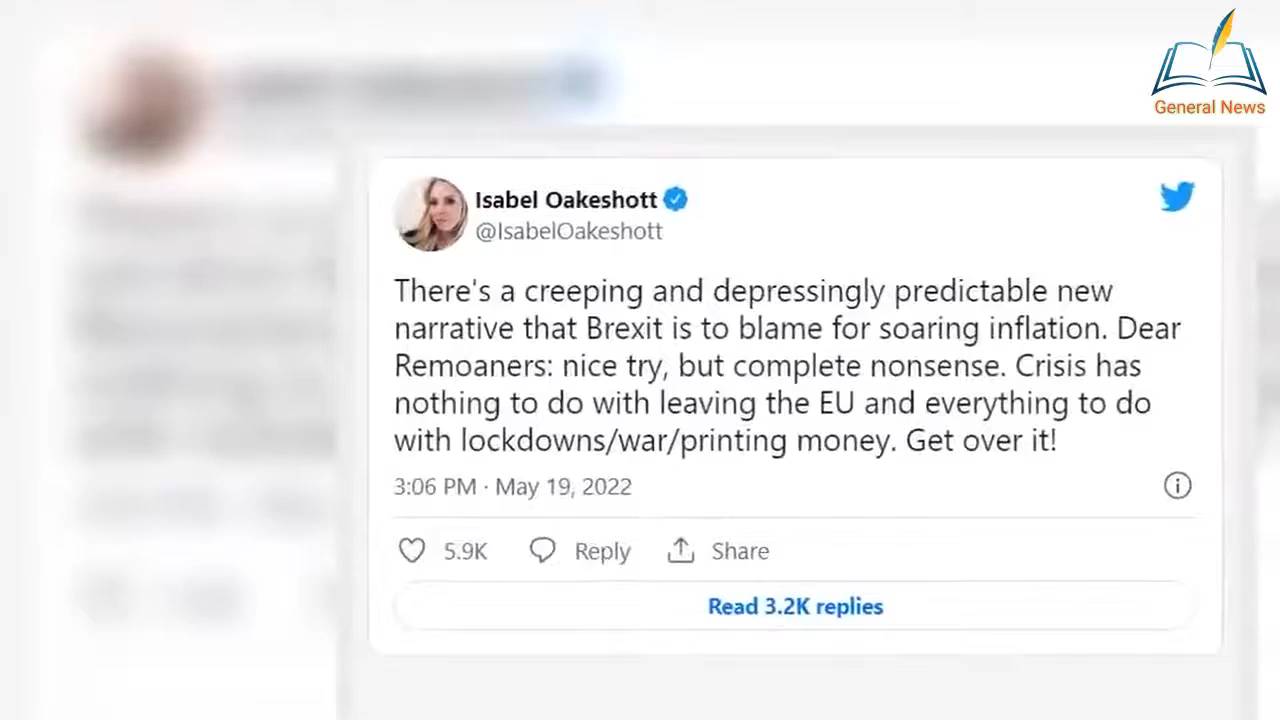 General News
Isabel Oakeshott
@IsabelOakeshott
There's a creeping and depressingly predictable new
narrative that Brexit is to blame for soaring inflation. Dear
Remoaners: nice try, but complete nonsense. Crisis has
nothing to do with leaving the EU and everything to do
with lockdowns/war/printing money. Get over it!
3:06 PM · May 19, 2022
5.9K Reply Share
Read 3.2K replies